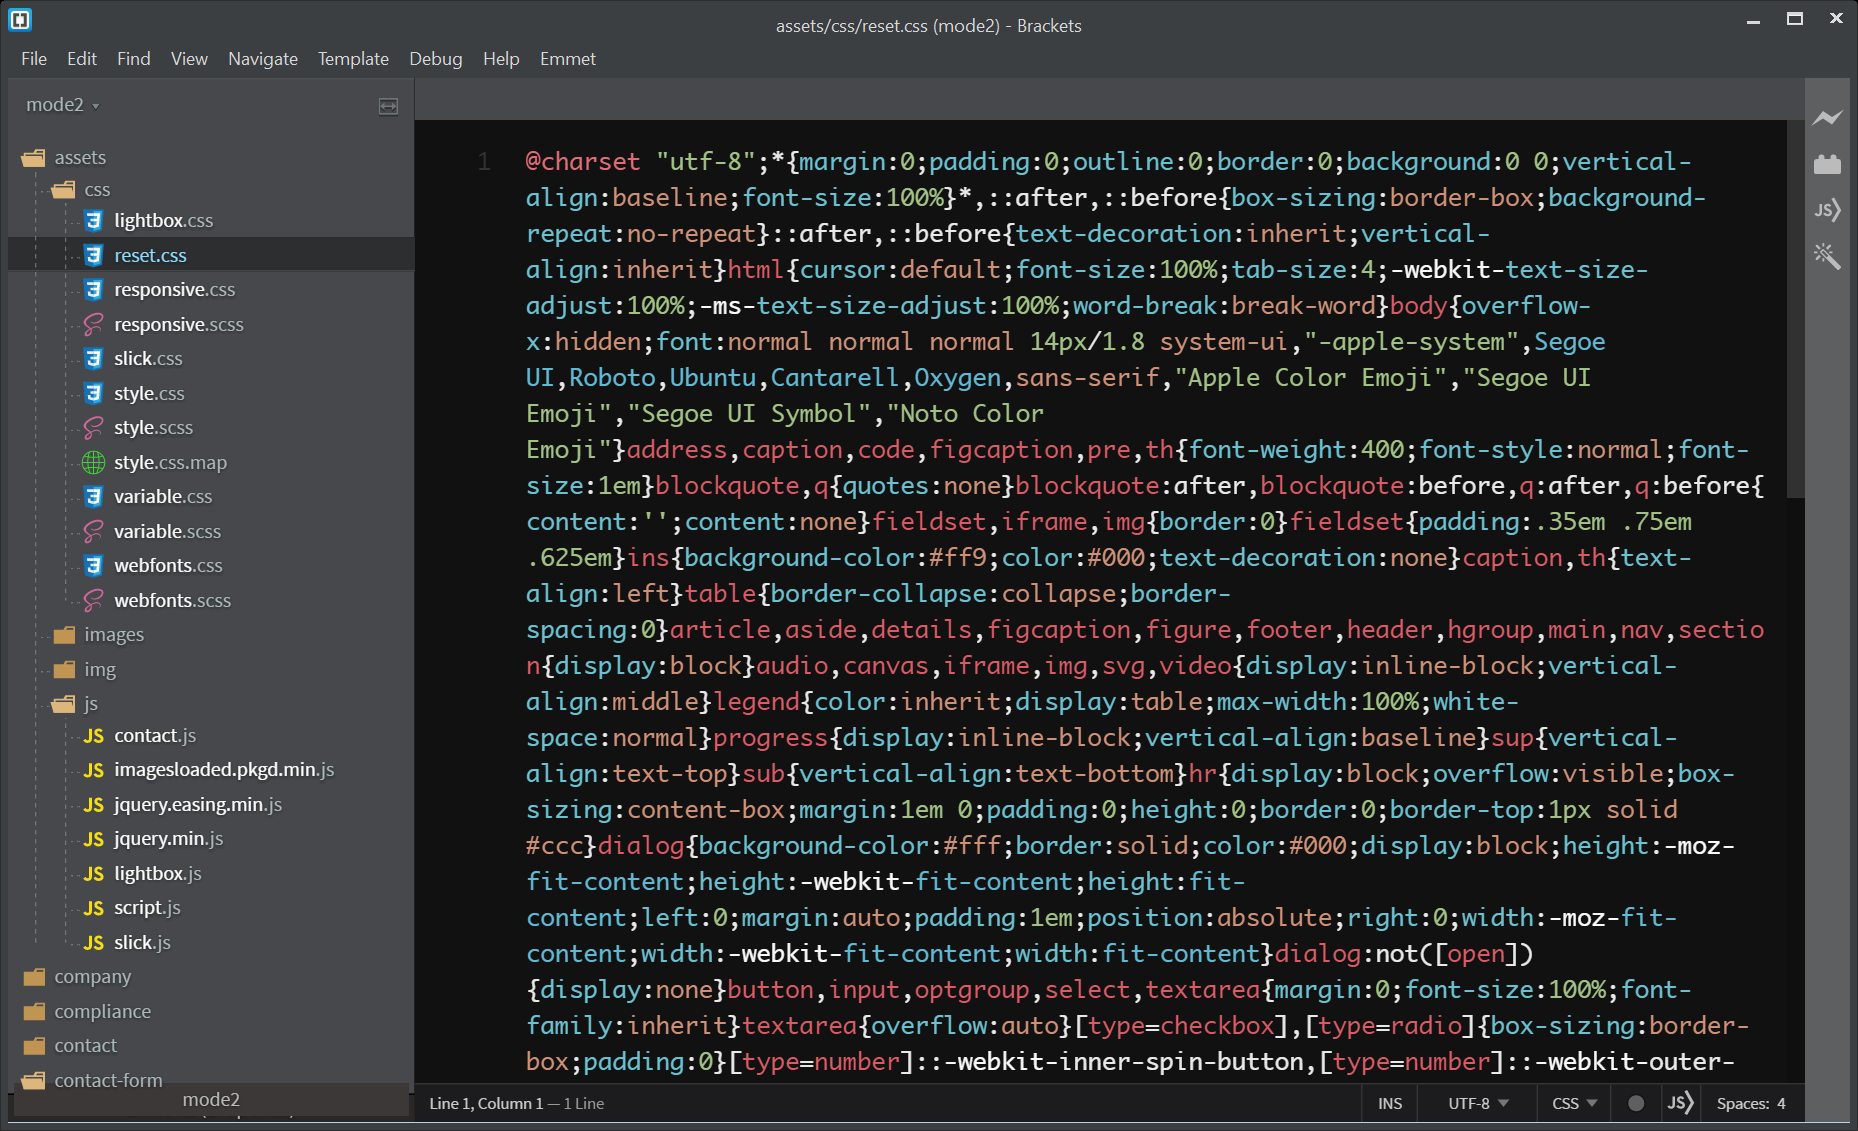 assets/css/reset.css (mode2) - Brackets
File Edit Find View Navigate Template Debug Help Emmet
mode2
assets
css
lightbox.css
reset.css
responsive.css
responsive.scss
slick.css
style.css
style.scss
style.css.map
variable.css
variable.scss
webfonts.css
webfonts.scss
images
img
js
JS contact.js
JS imagesloaded.pkgd.min.js
JS jquery.easing.min.js
JS jquery.min.js
JS lightbox.js
JS script.js
JS slick.js
company
compliance
contact
contact-form
mode2
1 @charset "utf-8";*{margin:0;padding:0;outline:0;border:0;background:0 0;vertical-
align:baseline;font-size:100%}*,::after,::before{box-sizing:border-box;background-
repeat:no-repeat}::after,::before{text-decoration:inherit;vertical-
align:inherit}html{cursor:default;font-size:100%;tab-size:4;-webkit-text-size-
adjust:100%;-ms-text-size-adjust:100%;word-break:break-word}body{overflow-
x:hidden;font:normal normal normal 14px/1.8 system-ui,"-apple-system",Segoe
UI,Roboto,Ubuntu,Cantarell,Oxygen,sans-serif,"Apple Color Emoji","Segoe UI
Emoji","Segoe UI Symbol","Noto Color
Emoji"}address,caption,code,figcaption,pre,th{font-weight:400;font-style:normal;font-
size:1em}blockquote,q{quotes:none}blockquote:after,blockquote:before,q:after,q:before{
content:'';content:none}fieldset,iframe,img{border:0}fieldset{padding:.35em .75em
.625em}ins{background-color:#ff9;color:#000;text-decoration:none}caption,th{text-
align:left}table{border-collapse:collapse;border-
spacing:0}article,aside,details,figcaption,figure,footer,header,hgroup,main,nav,sectio
n{display:block}audio,canvas,iframe,img,svg,video{display:inline-block;vertical-
align:middle}legend{color:inherit;display:table;max-width:100%;white-
space:normal}progress{display:inline-block;vertical-align:baseline}sup{vertical-
align:text-top}sub{vertical-align:text-bottom}hr{display:block;overflow:visible;box-
sizing:content-box;margin:1em 0;padding:0;height:0;border:0;border-top:1px solid
#ccc}dialog{background-color:#fff;border:solid;color:#000;display:block;height:-moz-
fit-content;height:-webkit-fit-content;height:fit-
content;left:0;margin:auto;padding:1em;position:absolute;right:0;width:-moz-fit-
content;width:-webkit-fit-content;width:fit-content}dialog:not([open])
{display:none}button,input,optgroup,select,textarea{margin:0;font-size:100%;font-
family:inherit}textarea{overflow:auto}[type=checkbox],[type=radio]{box-sizing:border-
box;padding:0}[type=number]::-webkit-inner-spin-button,[type=number]::-webkit-outer-
JS
Line 1, Column 1 — 1 Line INS UTF-8 CSS JS Spaces: 4